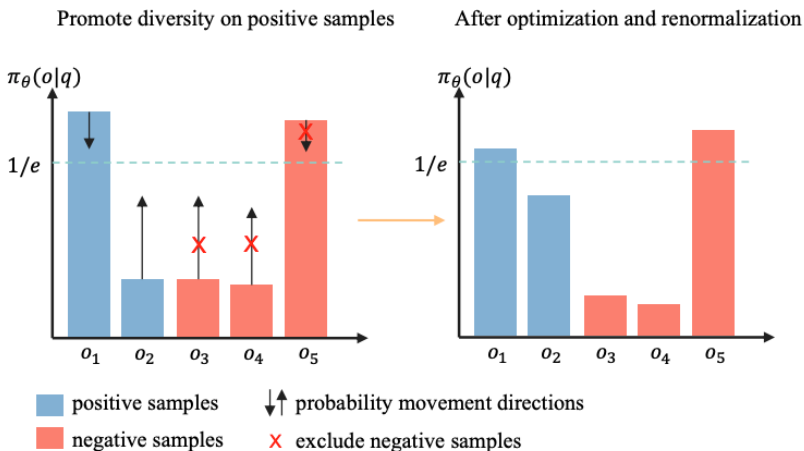 Promote diversity on positive samples
After optimization and renormalization
πθ(o|q)
πθ(o|q)
1/e
1/e
X
X
X
o1 o2 o3 o4 o5
o1 o2 o3 o4 o5
positive samples
probability movement directions
negative samples
X exclude negative samples